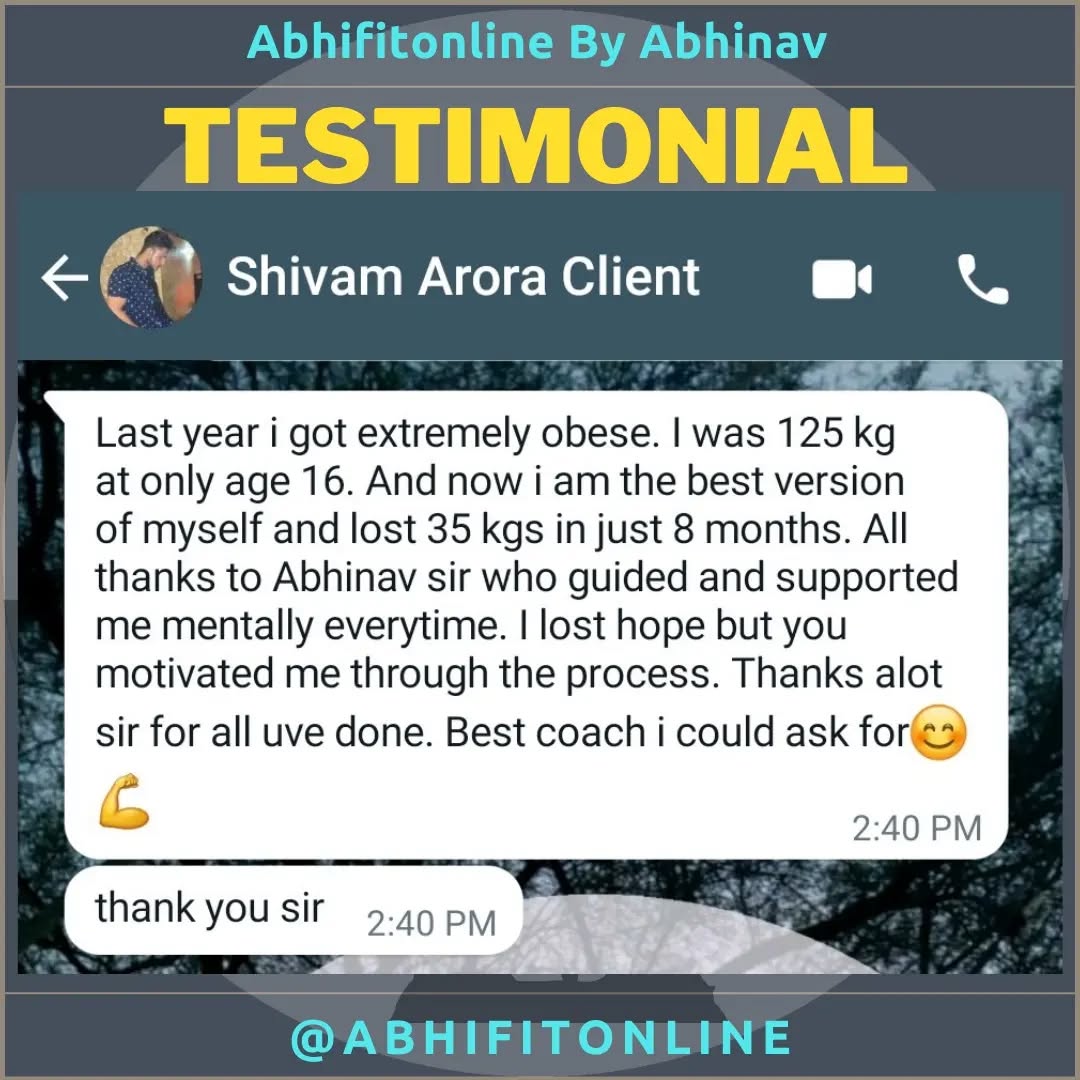 Abhifitonline By Abhinav
TESTIMONIAL
Shivam Arora Client
Last year i got extremely obese. I was 125 kg
at only age 16. And now i am the best version
of myself and lost 35 kgs in just 8 months. All
thanks to Abhinav sir who guided and supported
me mentally everytime. I lost hope but you
motivated me through the process. Thanks alot
sir for all uve done. Best coach i could ask for😊
💪
2:40 PM
thank you sir 2:40 PM
@ABHIFITONLINE